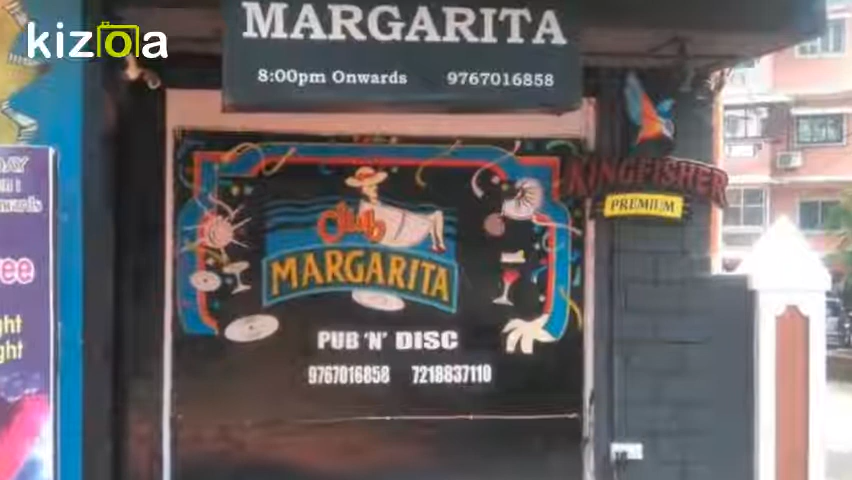 kizoa
MARGARITA
8:00pm Onwards 9767016858
Club
MARGARITA
PUB 'N' DISC
9767016858 7218837110
KINGFISHER
PREMIUM